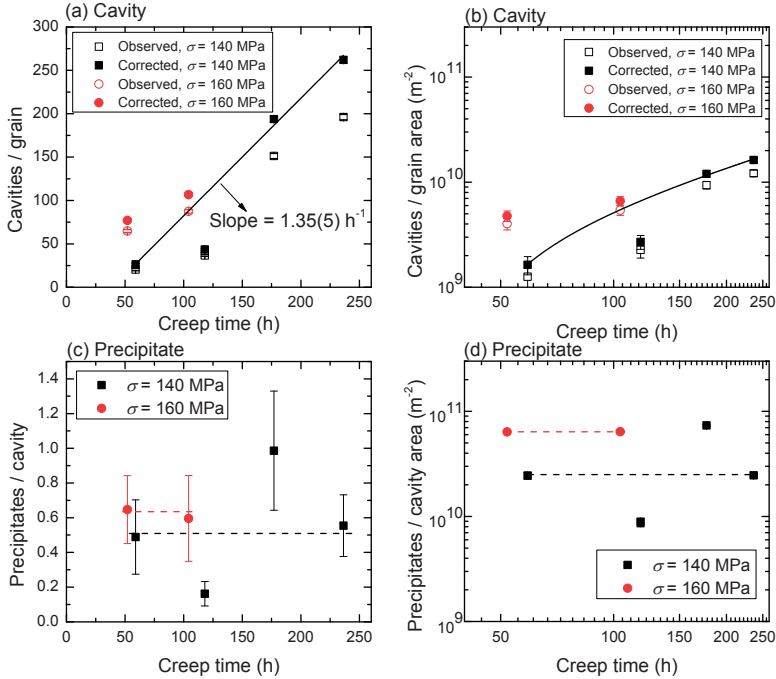 (a) Cavity
Observed, σ = 140 MPa
Corrected, σ = 140 MPa
Observed, σ = 160 MPa
Corrected, σ = 160 MPa
300
250
200
150
100
50
0
Cavities / grain
Slope = 1.35(5) h⁻¹
0 50 100 150 200 250
Creep time (h)
(b) Cavity
Observed, σ = 140 MPa
Corrected, σ = 140 MPa
Observed, σ = 160 MPa
Corrected, σ = 160 MPa
10¹¹
10¹⁰
10⁹
Cavities / grain area (m⁻²)
50 100 150 200 240
Creep time (h)
(c) Precipitate
σ = 140 MPa
σ = 160 MPa
1.4
1.2
1.0
0.8
0.6
0.4
0.2
0.0
Precipitates / cavity
0 50 100 150 200 250
Creep time (h)
(d) Precipitate
10¹¹
10¹⁰
10⁹
Precipitates / cavity area (m⁻²)
σ = 140 MPa
σ = 160 MPa
50 100 150 200 240
Creep time (h)